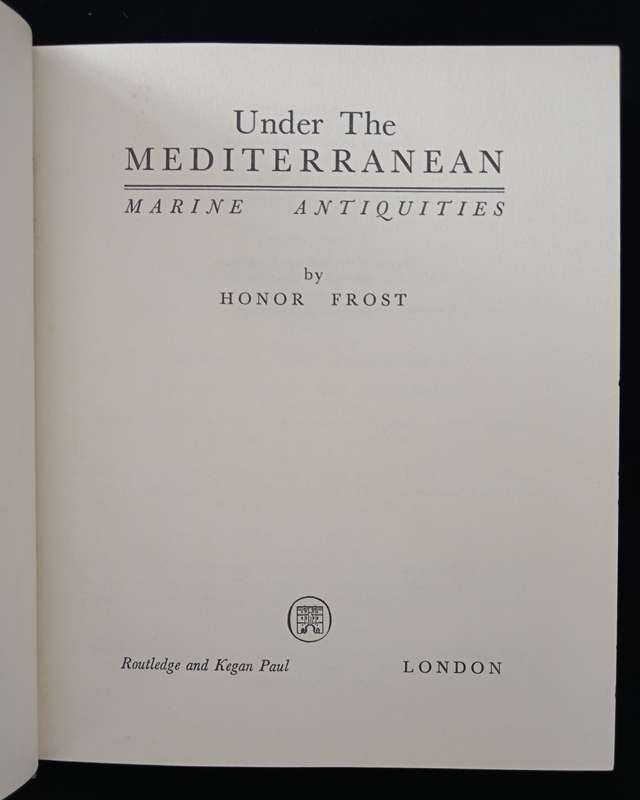 Under The
MEDITERRANEAN
MARINE ANTIQUITIES
by
HONOR FROST
Routledge and Kegan Paul LONDON